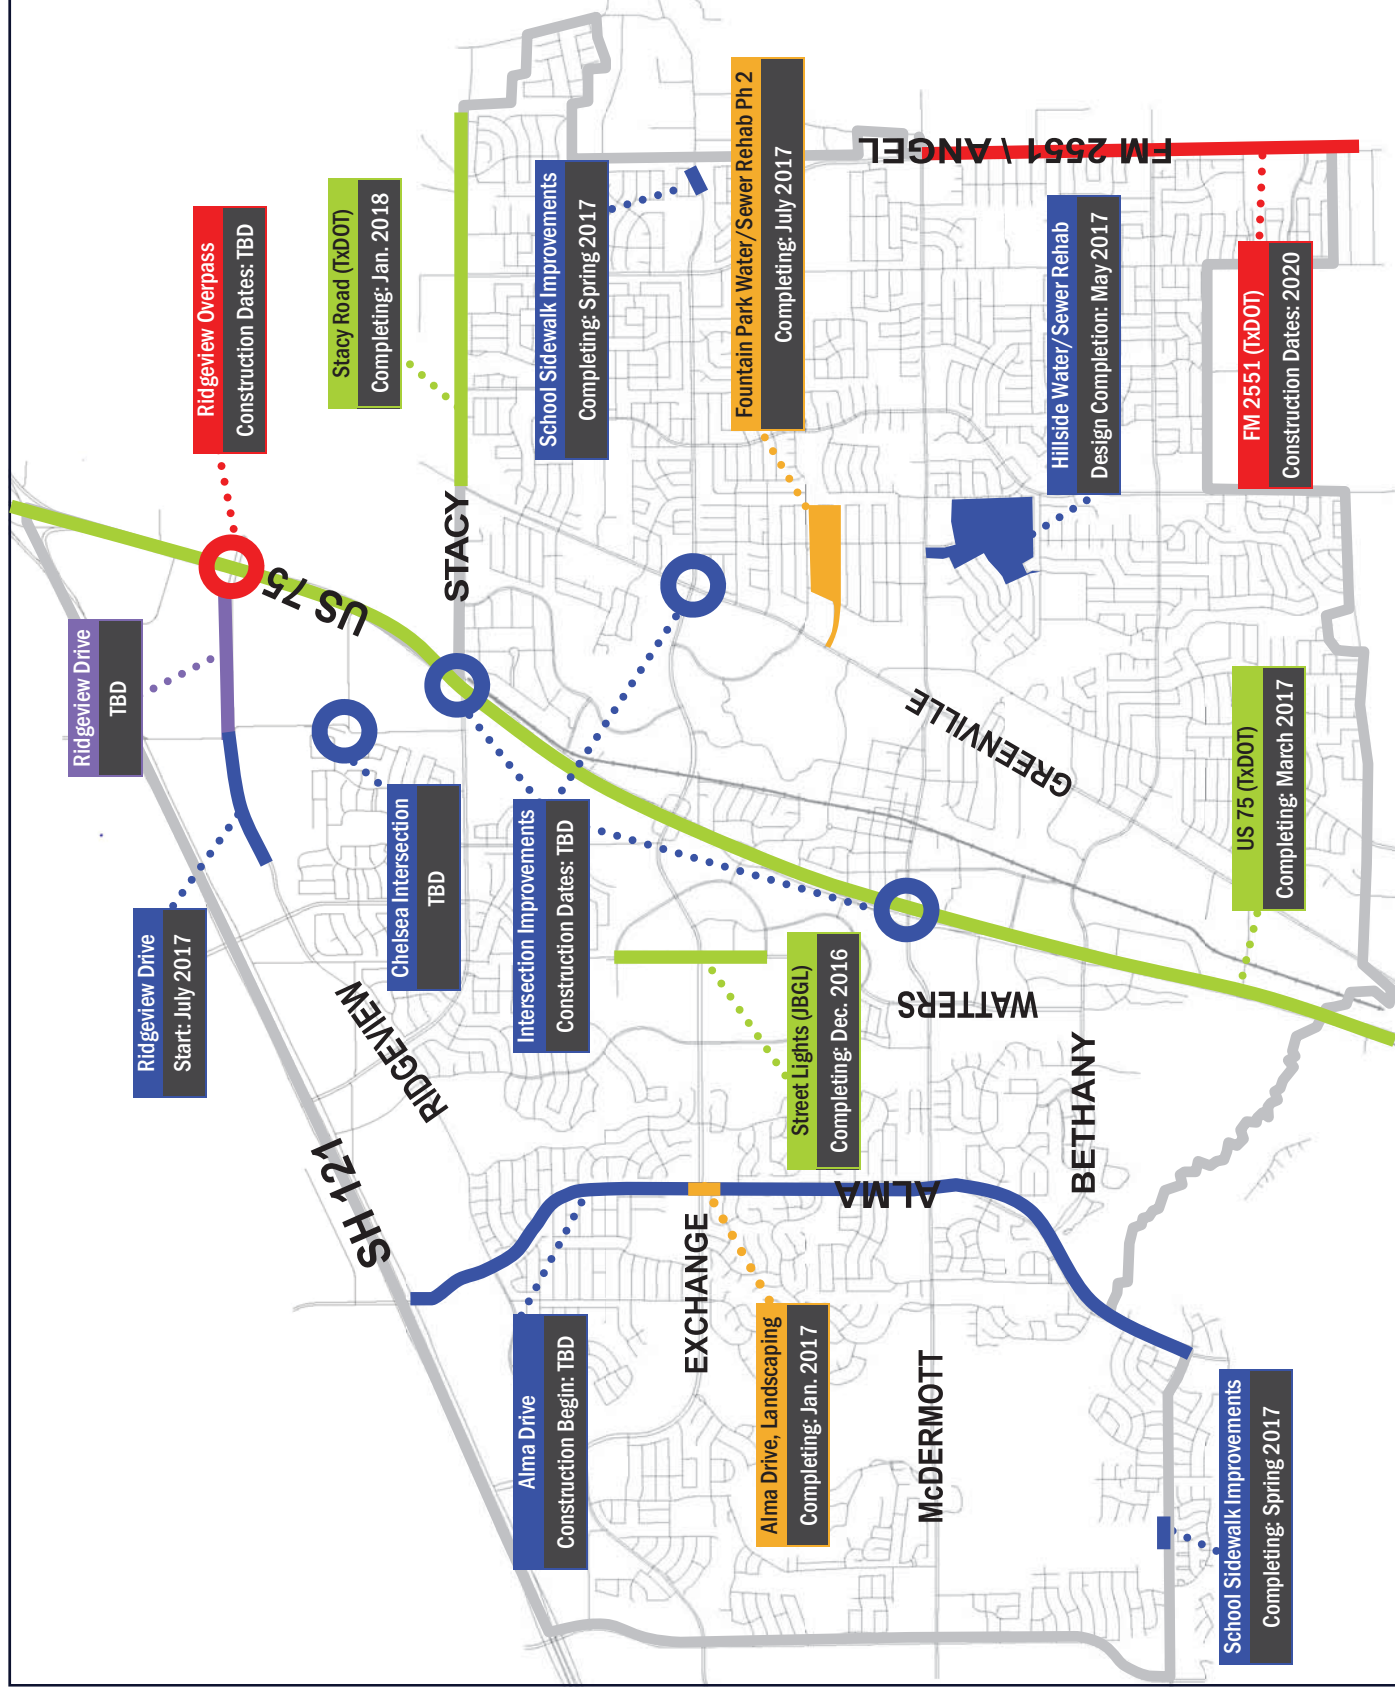 Ridgeview Drive
TBD
Ridgeview Overpass
Construction Dates: TBD
Ridgeview Drive
Start: July 2017
Stacy Road (TxDOT)
Completing: Jan. 2018
US 75
STACY
Chelsea Intersection
TBD
SH 121
RIDGEVIEW
School Sidewalk Improvements
Completing: Spring 2017
Intersection Improvements
Construction Dates: TBD
Alma Drive
Construction Begin: TBD
EXCHANGE
Fountain Park Water/Sewer Rehab Ph 2
Completing: July 2017
Street Lights (JBGL)
Completing: Dec. 2016
Alma Drive, Landscaping
Completing: Jan. 2017
ALMA
FM 2551 \ ANGEL
WATTERS
GREENVILLE
McDERMOTT
BETHANY
Hillside Water/Sewer Rehab
Design Completion: May 2017
US 75 (TxDOT)
Completing: March 2017
FM 2551 (TxDOT)
Construction Dates: 2020
School Sidewalk Improvements
Completing: Spring 2017